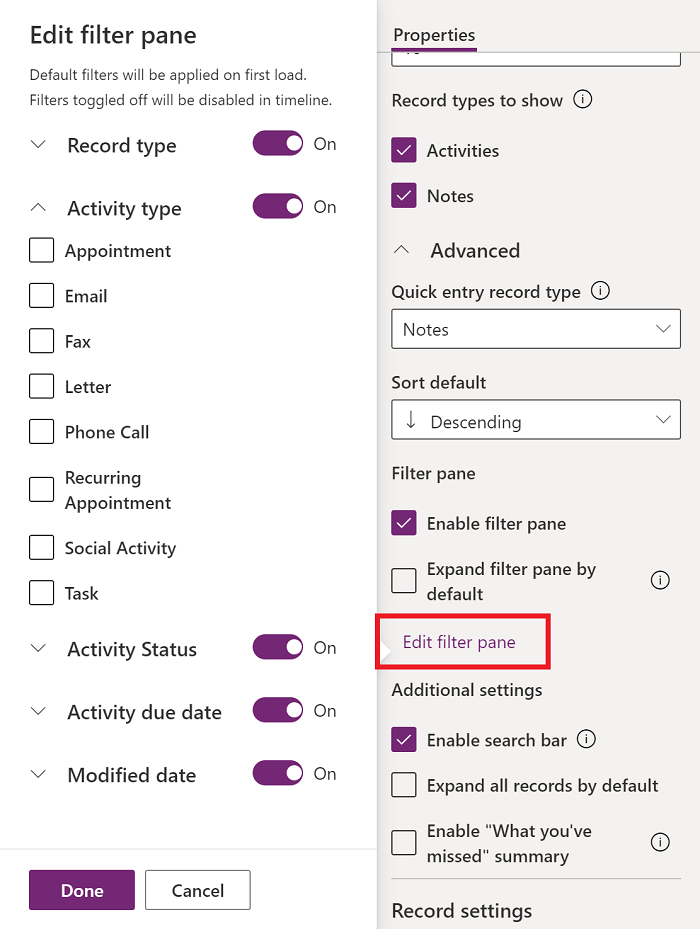 Edit filter pane
Default filters will be applied on first load.
Filters toggled off will be disabled in timeline.
Record type
On
Activity type
On
Appointment
Email
Fax
Letter
Phone Call
Recurring
Appointment
Social Activity
Task
Activity Status
On
Activity due date
On
Modified date
On
Done
Cancel
Properties
Record types to show
Activities
Notes
Advanced
Quick entry record type
Notes
Sort default
Descending
Filter pane
Enable filter pane
Expand filter pane by
default
Edit filter pane
Additional settings
Enable search bar
Expand all records by default
Enable "What you've
missed" summary
Record settings